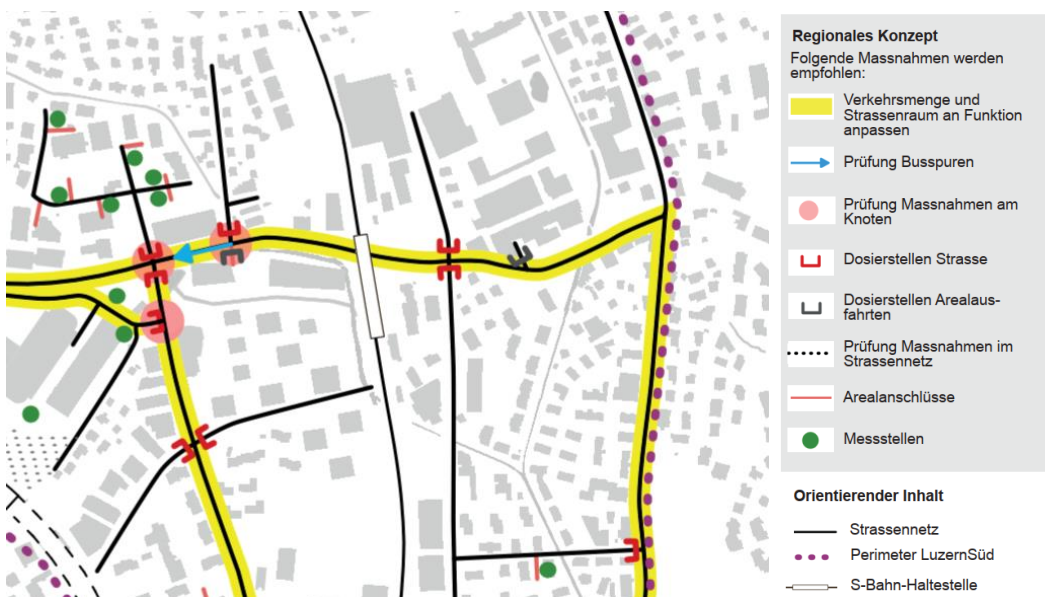 Regionales Konzept
Folgende Massnahmen werden
empfohlen:
Verkehrsmenge und
Strassenraum an Funktion
anpassen
Prüfung Busspuren
Prüfung Massnahmen am
Knoten
Dosierstellen Strasse
Dosierstellen Arealaus-
fahrten
Prüfung Massnahmen im
Strassennetz
Arealanschlüsse
Messstellen
Orientierender Inhalt
Strassennetz
Perimeter LuzernSüd
S-Bahn-Haltestelle